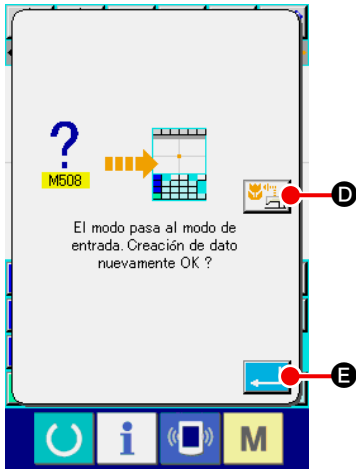 ?
M508
D
El modo pasa al modo de
entrada. Creación de dato
nuevamente OK ?
E
i
M